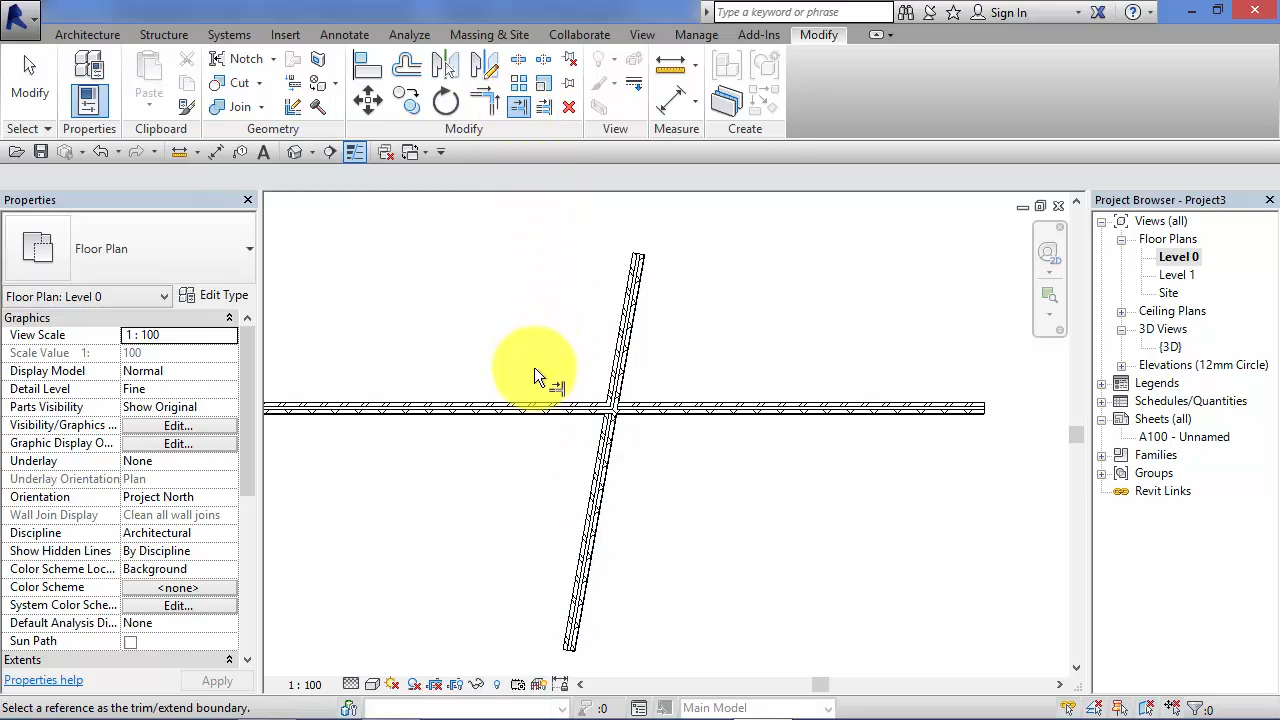 Type a keyword or phrase
Sign In
Architecture Structure Systems Insert Annotate Analyze Massing & Site Collaborate View Manage Add-Ins Modify
Modify
Paste
Notch
Cut
Join
Select Properties Clipboard Geometry Modify View Measure Create
Properties
Floor Plan
Floor Plan: Level 0 Edit Type
Graphics
View Scale 1 : 100
Scale Value 1: 100
Display Model Normal
Detail Level Fine
Parts Visibility Show Original
Visibility/Graphics ... Edit...
Graphic Display O... Edit...
Underlay None
Underlay Orientation Plan
Orientation Project North
Wall Join Display Clean all wall joins
Discipline Architectural
Show Hidden Lines By Discipline
Color Scheme Loc... Background
Color Scheme <none>
System Color Sche... Edit...
Default Analysis Di... None
Sun Path
Extents
Properties help Apply
2D
Project Browser - Project3
Views (all)
Floor Plans
Level 0
Level 1
Site
Ceiling Plans
3D Views
{3D}
Elevations (12mm Circle)
Legends
Schedules/Quantities
Sheets (all)
A100 - Unnamed
Families
Groups
Revit Links
1 : 100
Select a reference as the trim/extend boundary. :0 Main Model :0